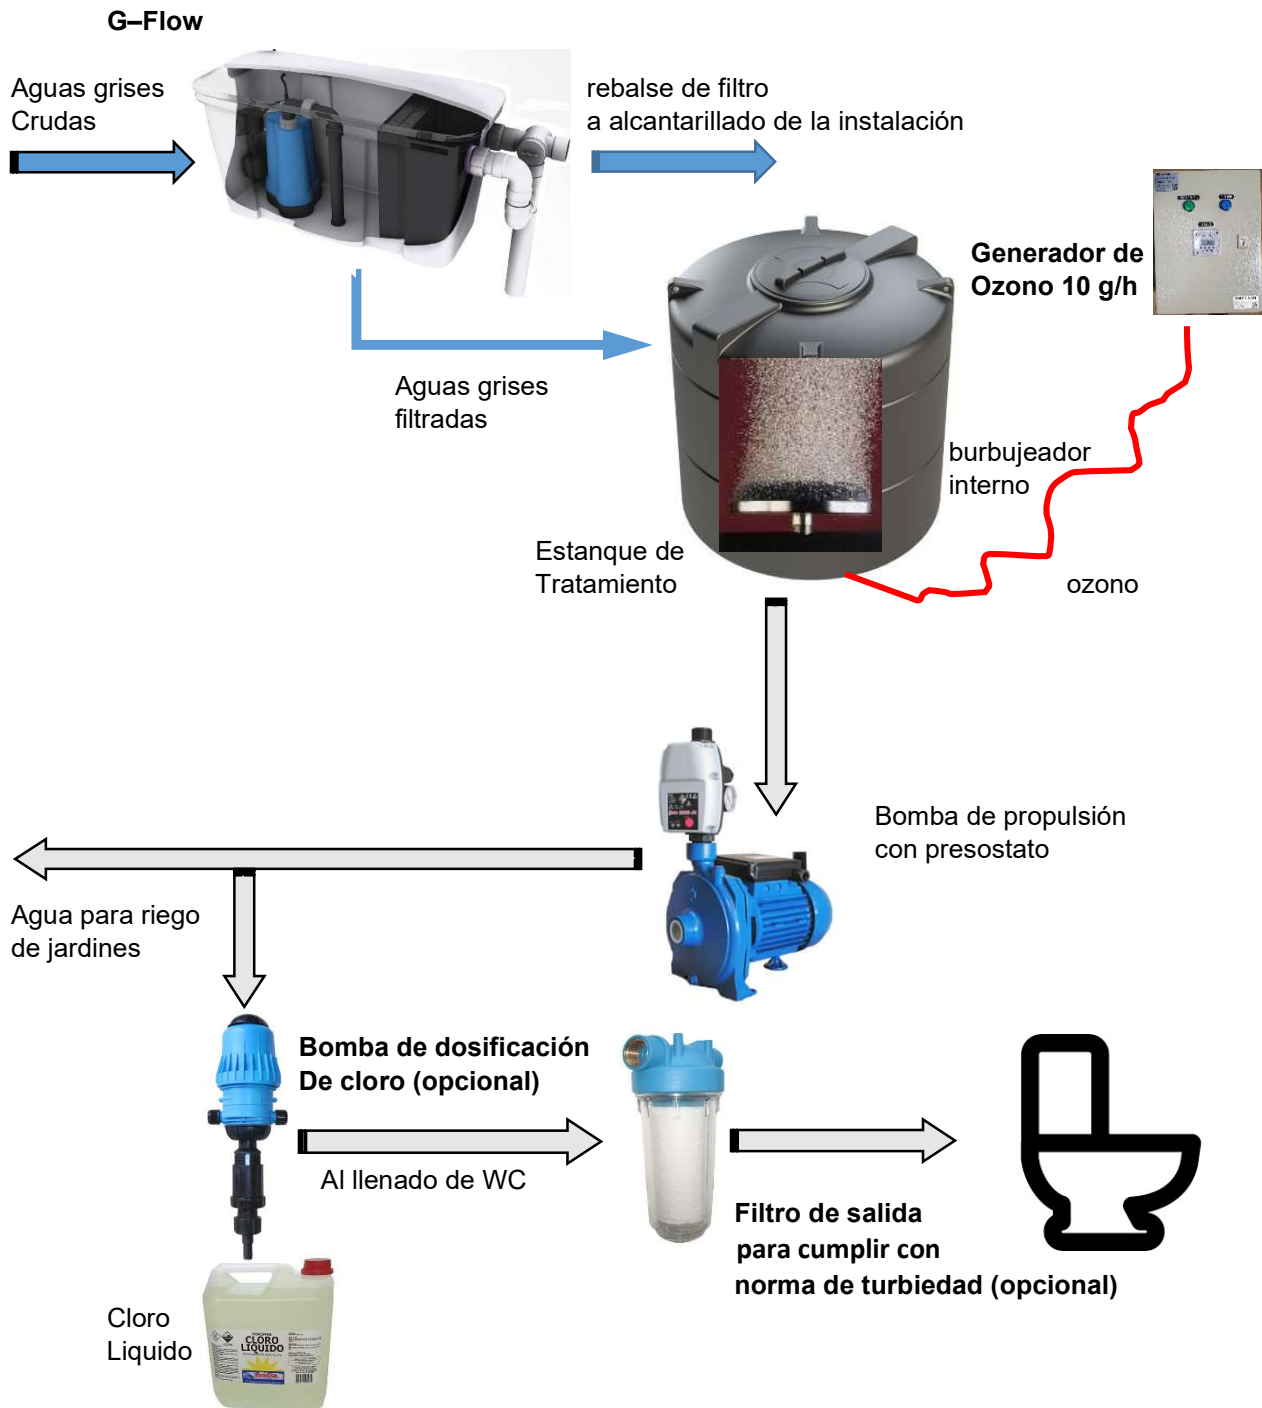 G–Flow
Aguas grises
Crudas
rebalse de filtro
a alcantarillado de la instalación
Generador de
Ozono 10 g/h
Aguas grises
filtradas
burbujeador
interno
Estanque de
Tratamiento
ozono
Bomba de propulsión
con presostato
Agua para riego
de jardines
Bomba de dosificación
De cloro (opcional)
Al llenado de WC
Filtro de salida
para cumplir con
norma de turbiedad (opcional)
Cloro
Liquido
CLORO
LIQUIDO